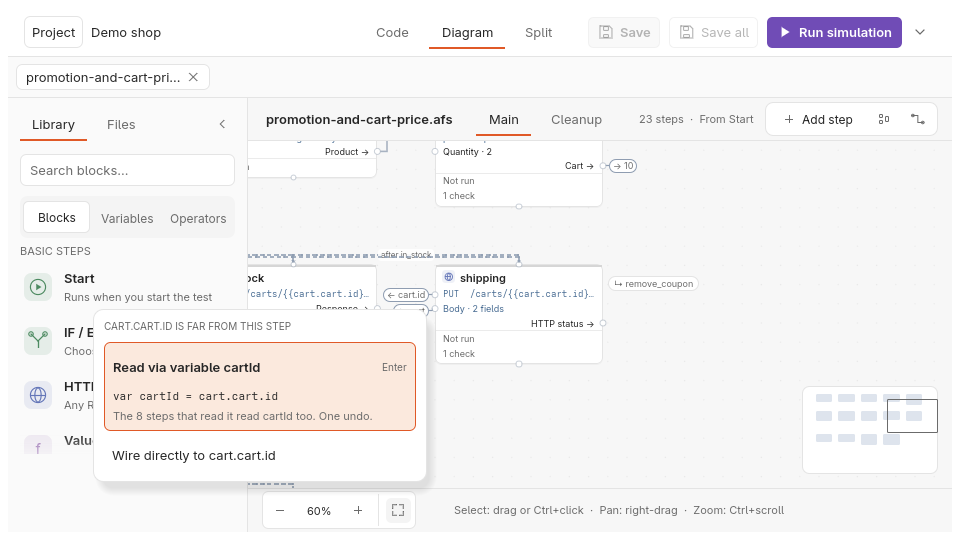 Project
Demo shop
Code
Diagram
Split
Save
Save all
Run simulation
promotion-and-cart-pri...
Library
Files
promotion-and-cart-price.afs
Main
Cleanup
23 steps · From Start
Add step
Search blocks...
Blocks
Variables
Operators
BASIC STEPS
Start
Runs when you start the test
IF / E
Choo
HTT
Any R
Value
Product →
Quantity · 2
Cart →
→ 10
Not run
1 check
after in_stock
ock
/carts/{{cart.cart.id}…
Response
← cart.id
shipping
PUT /carts/{{cart.cart.id}…
Body · 2 fields
HTTP status →
Not run
1 check
↳ remove_coupon
CART.CART.ID IS FAR FROM THIS STEP
Read via variable cartId
Enter
var cartId = cart.cart.id
The 8 steps that read it read cartId too. One undo.
Wire directly to cart.cart.id
60%
Select: drag or Ctrl+click · Pan: right-drag · Zoom: Ctrl+scroll